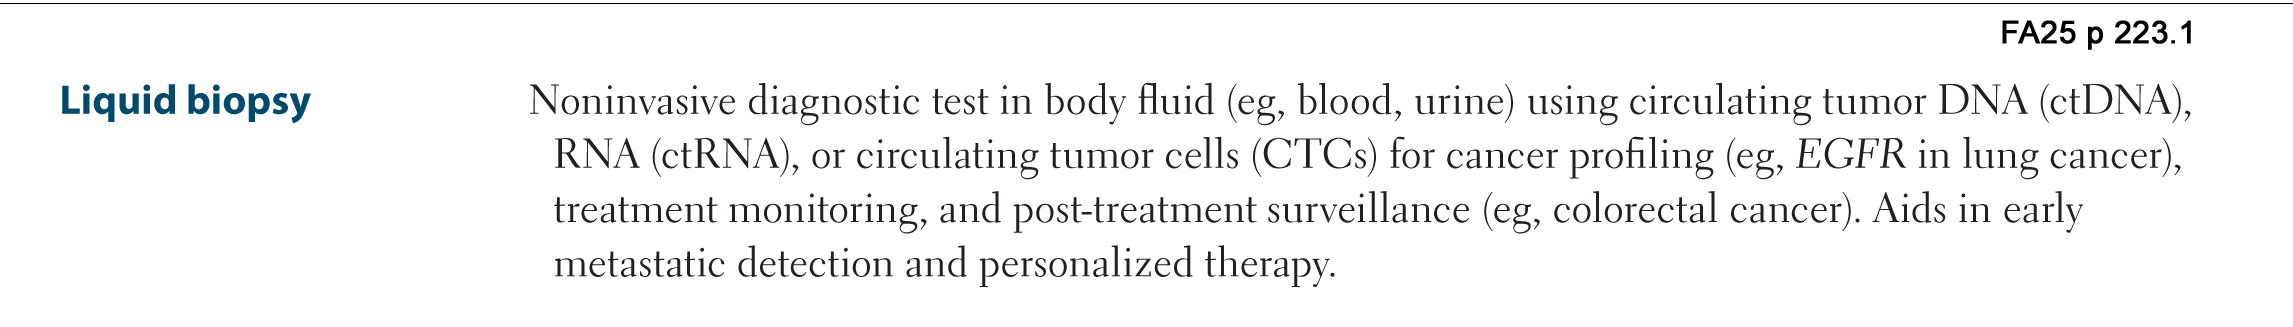 FA25 p 223.1
Liquid biopsy
Noninvasive diagnostic test in body fluid (eg, blood, urine) using circulating tumor DNA (ctDNA),
RNA (ctRNA), or circulating tumor cells (CTCs) for cancer profiling (eg, EGFR in lung cancer),
treatment monitoring, and post-treatment surveillance (eg, colorectal cancer). Aids in early
metastatic detection and personalized therapy.